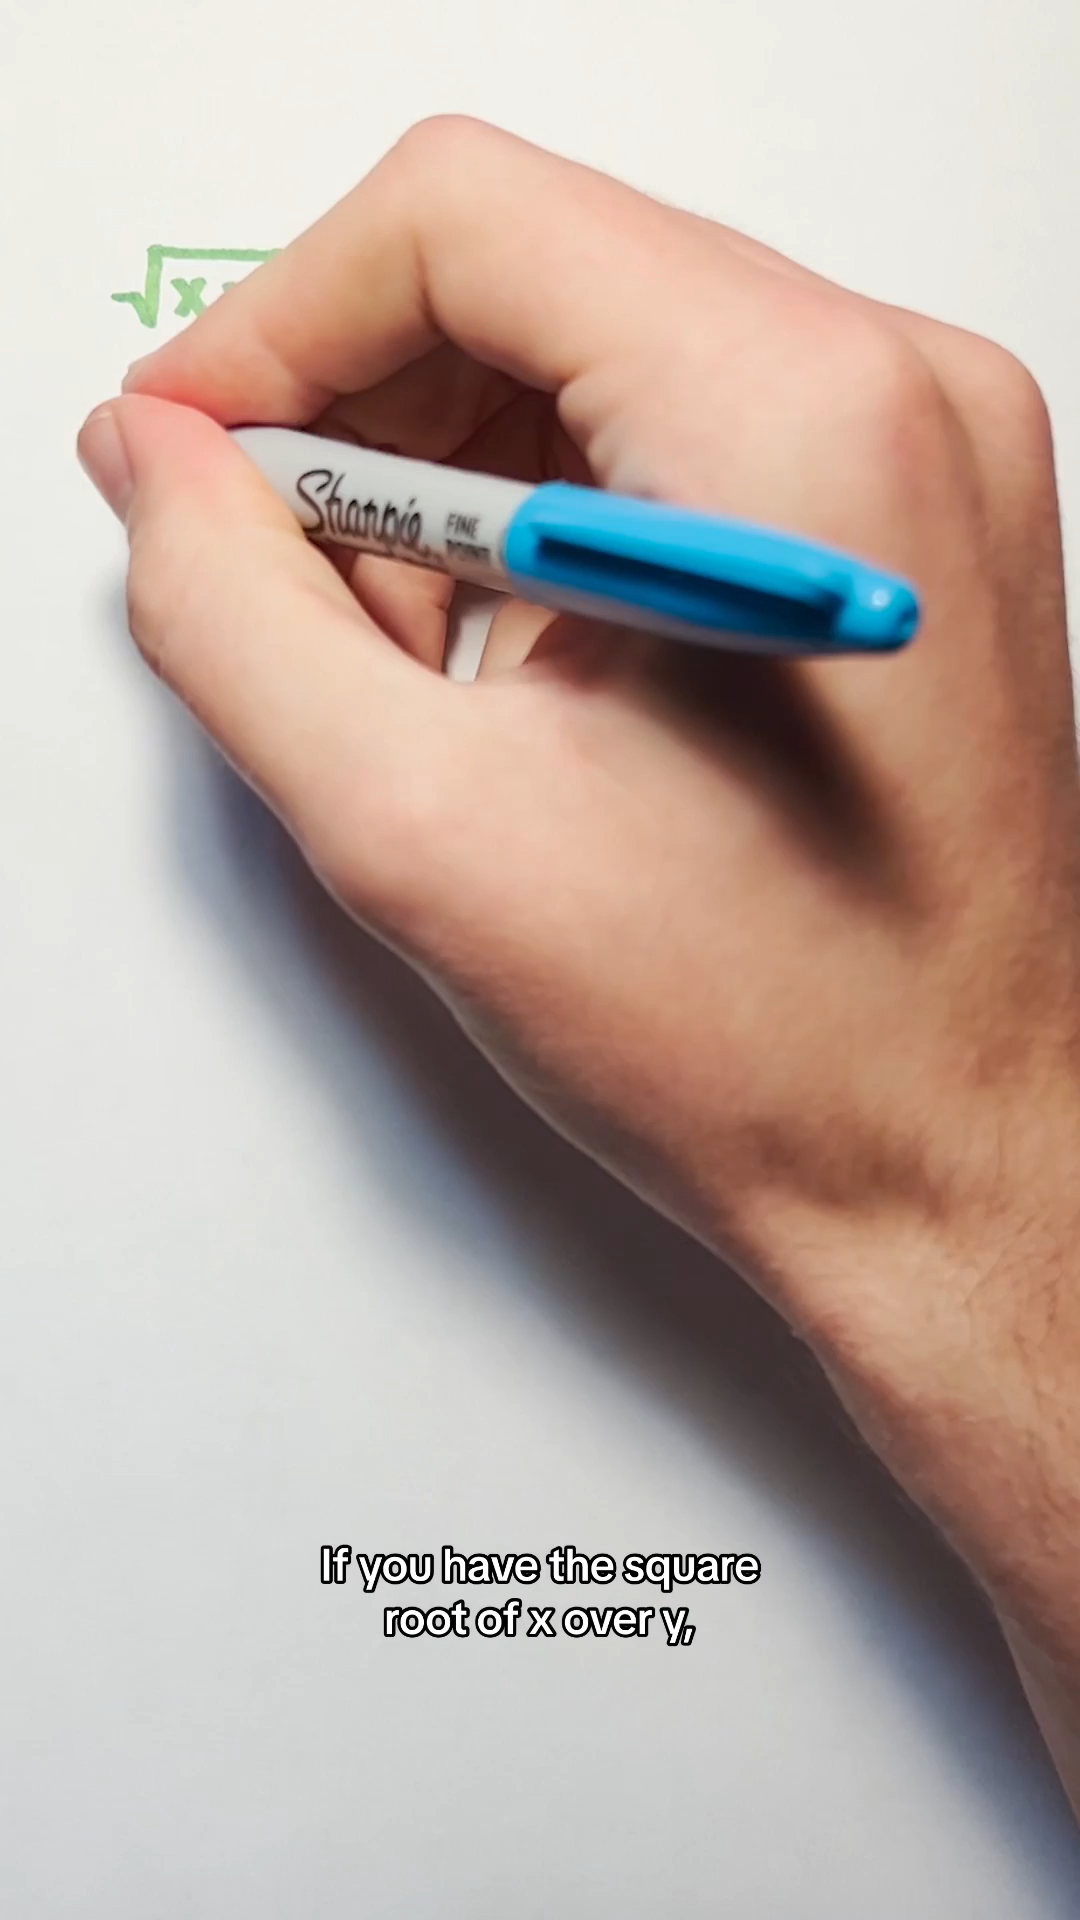 √x
Sharpie.
FINE
POINT
If you have the square
root of x over y,